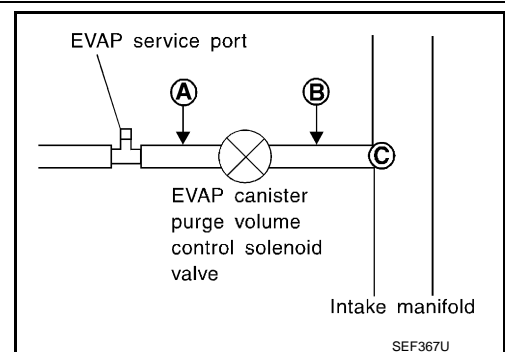 EVAP service port
A
B
C
EVAP canister
purge volume
control solenoid
valve
Intake manifold
SEF367U